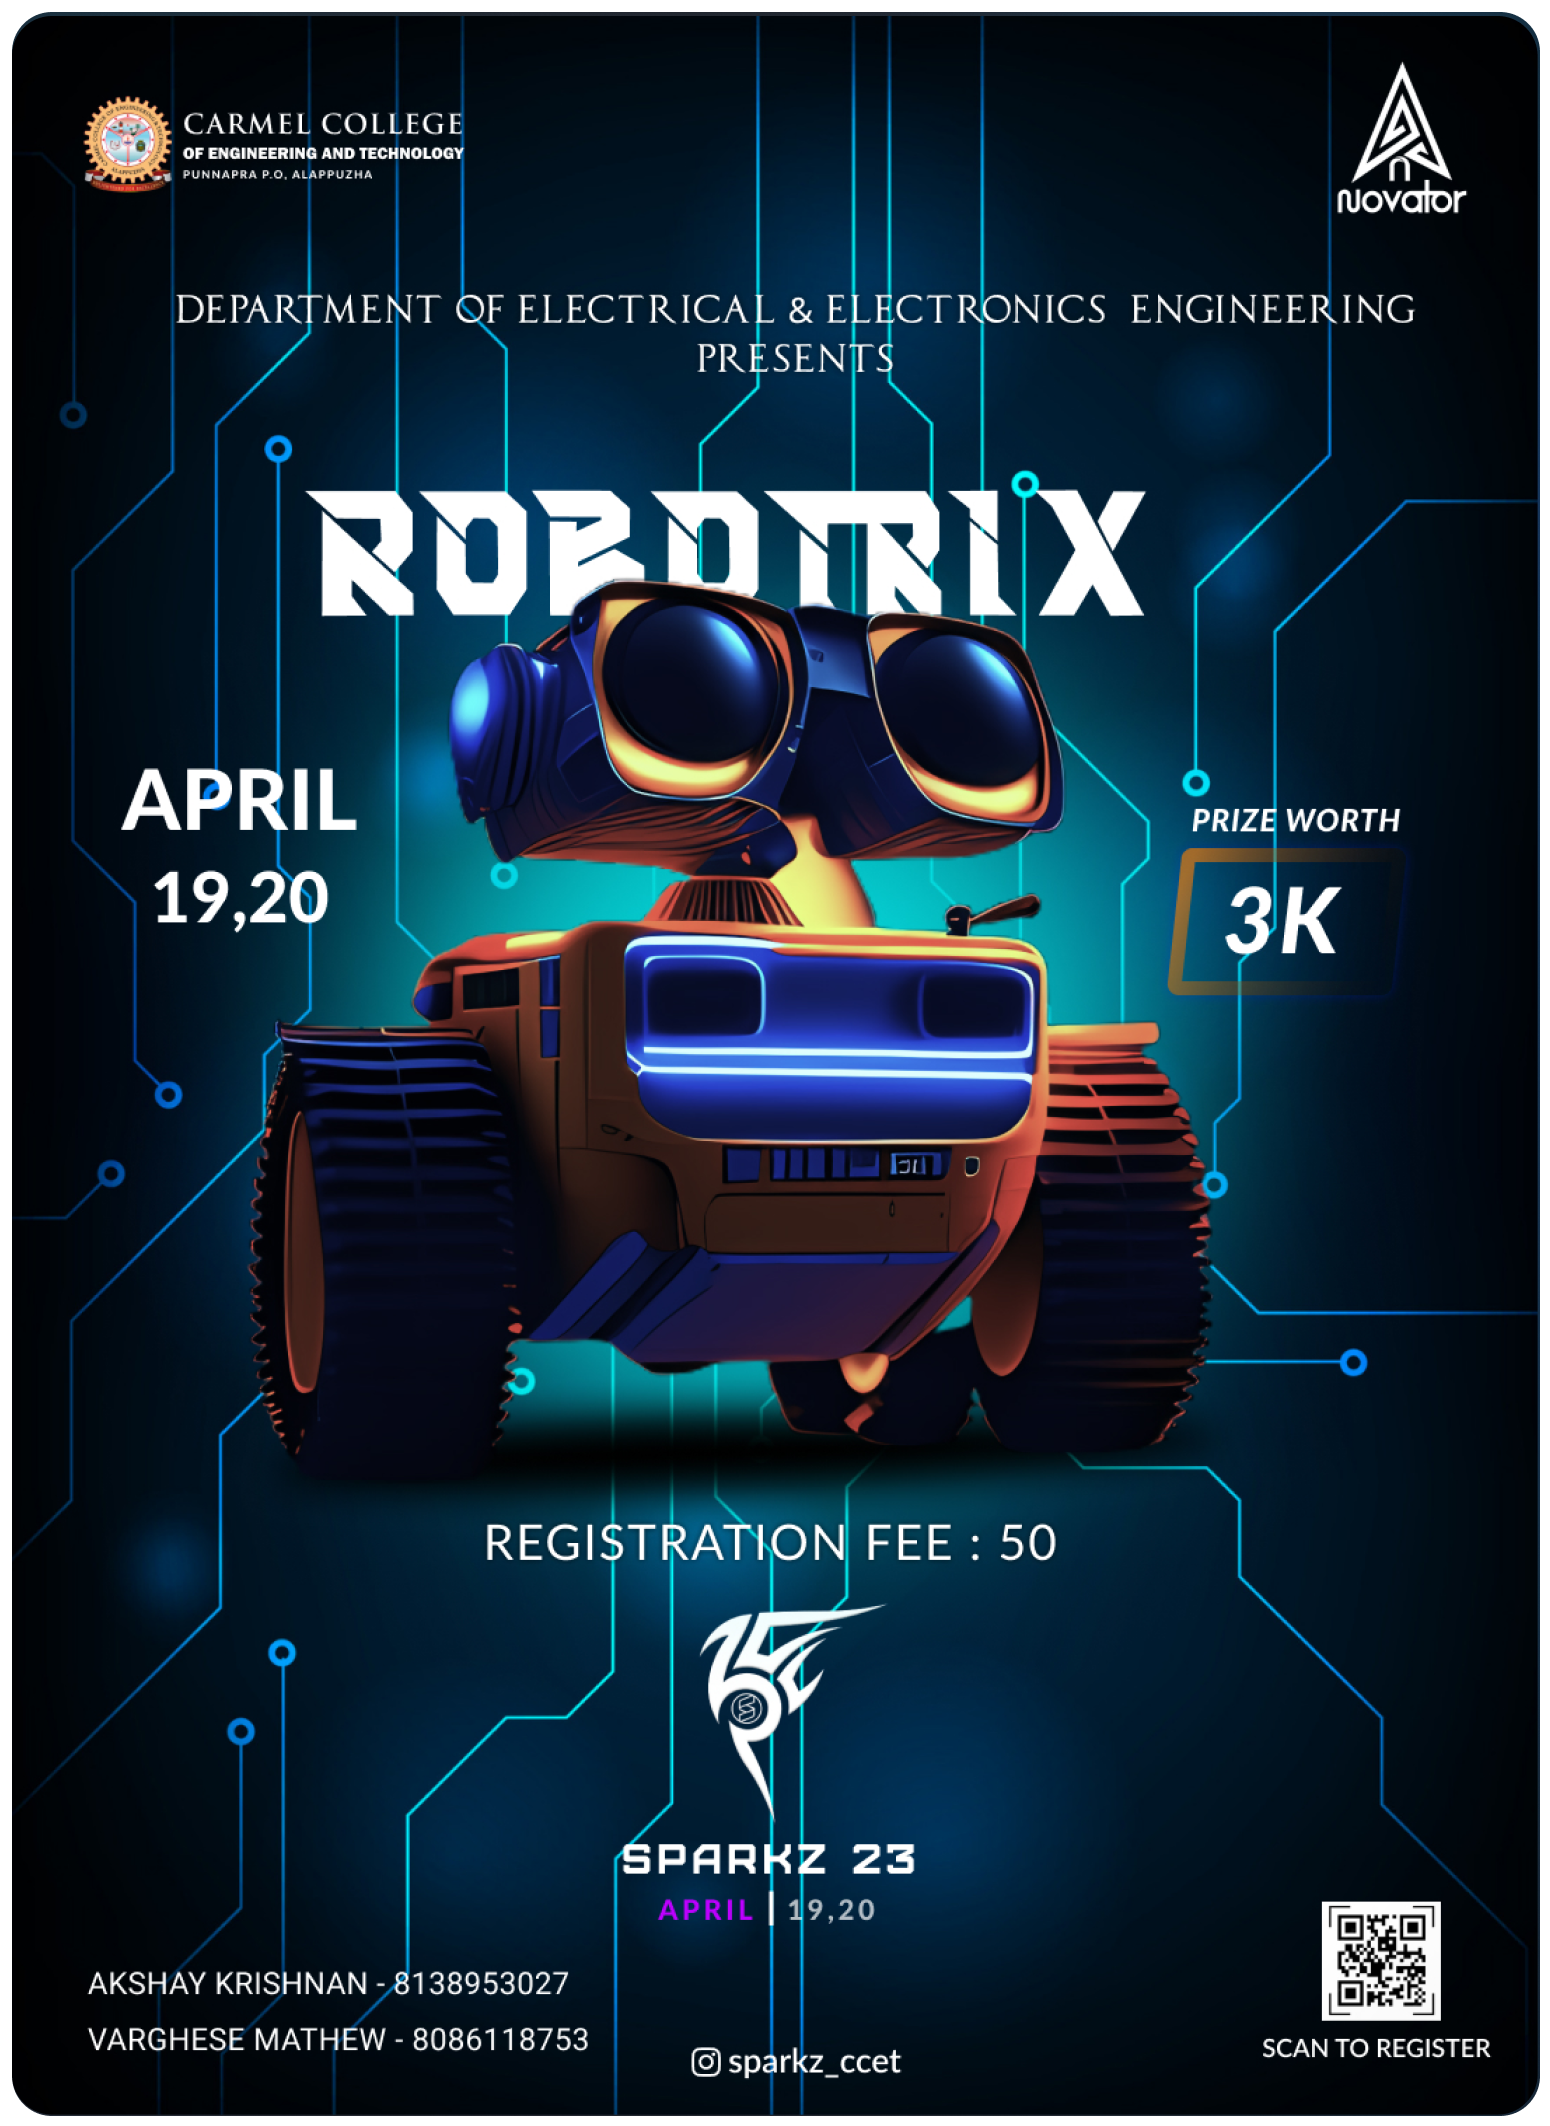 CARMEL COLLEGE
OF ENGINEERING AND TECHNOLOGY
PUNNAPRA P.O, ALAPPUZHA
novator
DEPARTMENT OF ELECTRICAL & ELECTRONICS ENGINEERING
PRESENTS
ROBOTRIX
APRIL
19,20
PRIZE WORTH
3K
REGISTRATION FEE : 50
SPARKZ 23
APRIL | 19,20
AKSHAY KRISHNAN - 8138953027
VARGHESE MATHEW - 8086118753
sparkz_ccet
SCAN TO REGISTER